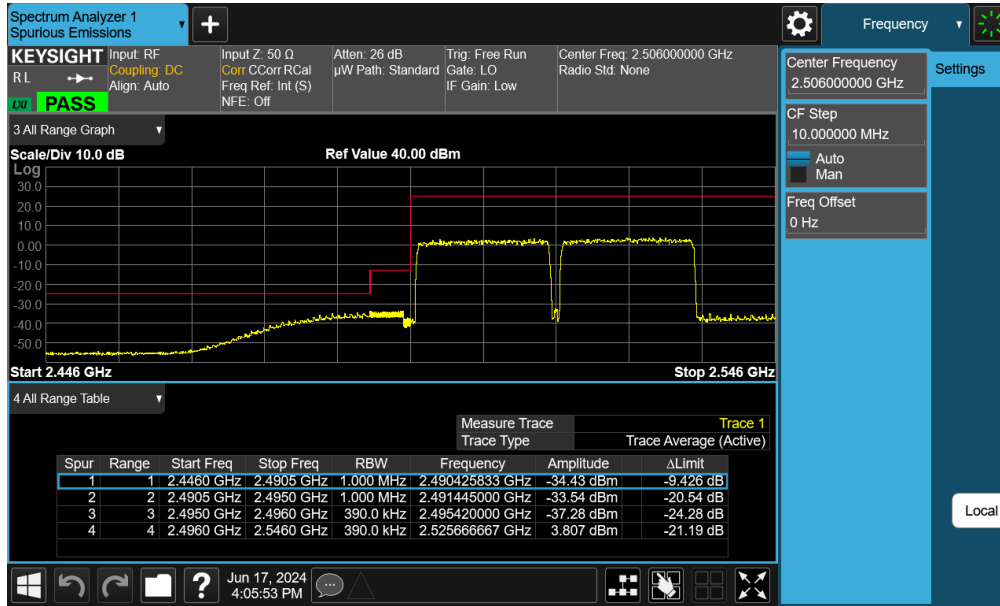 Spectrum Analyzer 1
Spurious Emissions
+
Frequency
KEYSIGHT
RL
LXI
PASS
Input: RF
Coupling: DC
Align: Auto
Input Z: 50 Ω
Corr CCorr RCal
Freq Ref: Int (S)
NFE: Off
Atten: 26 dB
µW Path: Standard
Trig: Free Run
Gate: LO
IF Gain: Low
Center Freq: 2.506000000 GHz
Radio Std: None
Center Frequency
2.506000000 GHz
Settings
CF Step
10.000000 MHz
Auto
Man
Freq Offset
0 Hz
3 All Range Graph
Scale/Div 10.0 dB Ref Value 40.00 dBm
Log
30.0
20.0
10.0
0.00
-10.0
-20.0
-30.0
-40.0
-50.0
Start 2.446 GHz Stop 2.546 GHz
4 All Range Table
Measure Trace Trace 1
Trace Type Trace Average (Active)
Spur Range Start Freq Stop Freq RBW Frequency Amplitude ΔLimit
1 1 2.4460 GHz 2.4905 GHz 1.000 MHz 2.490425833 GHz -34.43 dBm -9.426 dB
2 2 2.4905 GHz 2.4950 GHz 1.000 MHz 2.491445000 GHz -33.54 dBm -20.54 dB
3 3 2.4950 GHz 2.4960 GHz 390.0 kHz 2.495420000 GHz -37.28 dBm -24.28 dB
4 4 2.4960 GHz 2.5460 GHz 390.0 kHz 2.525666667 GHz 3.807 dBm -21.19 dB
Local
?
Jun 17, 2024
4:05:53 PM